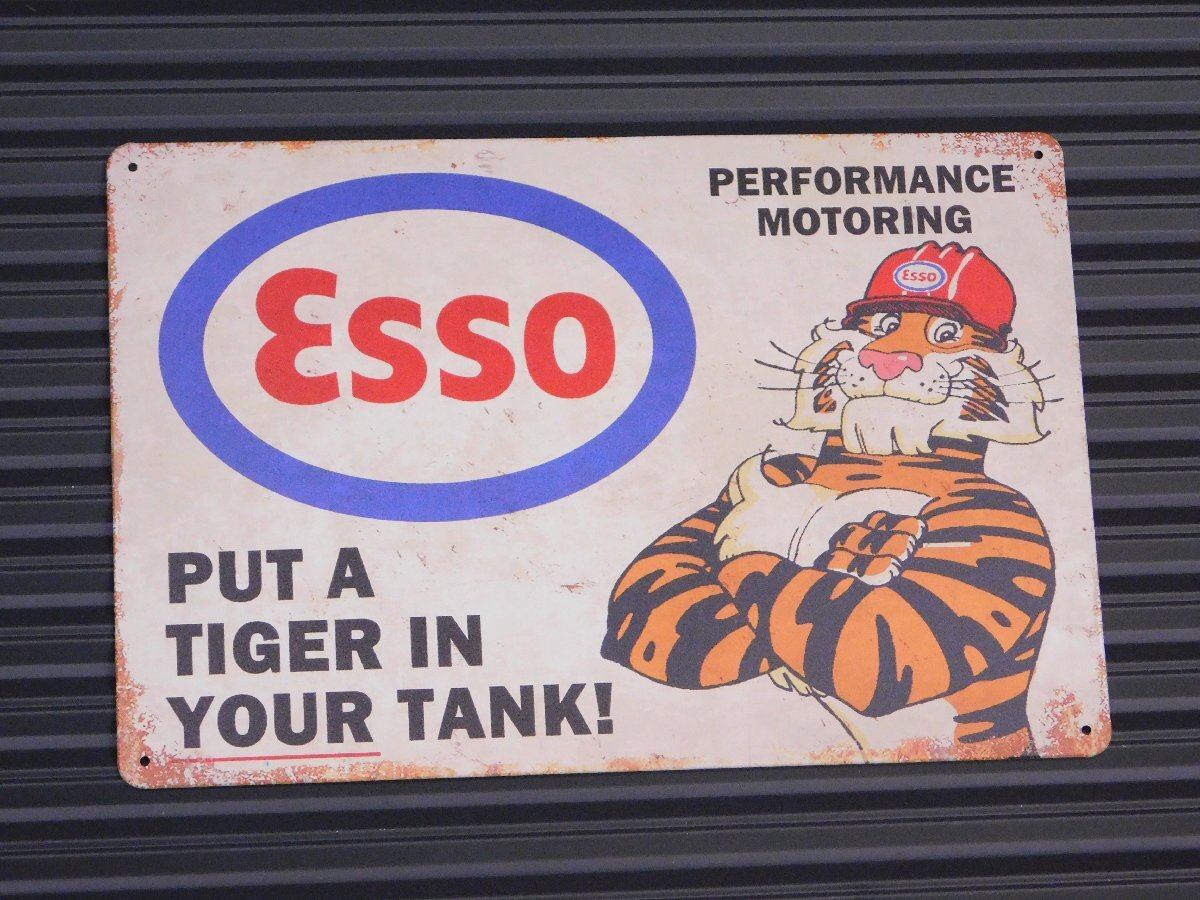 Esso
PERFORMANCE
MOTORING
Esso
PUT A
TIGER IN
YOUR TANK!